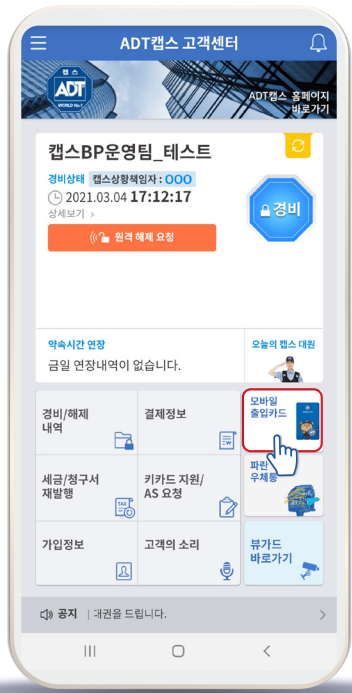 ADT캡스 고객센터
캡스
ADT
WORLD No.1
ADT캡스 홈페이지
바로가기
캡스BP운영팀_테스트
경비상태 캡스상황책임자 : OOO
2021.03.04 17:12:17
상세보기 >
원격 해제 요청
경비
약속시간 연장
금일 연장내역이 없습니다.
오늘의 캡스 대원
경비/해제
내역
결제정보
모바일
출입카드
세금/청구서
재발행
TAX
키카드 지원/
AS 요청
파란
우체통
가입정보
고객의 소리
뷰가드
바로가기
공지 | 대권을 드립니다.